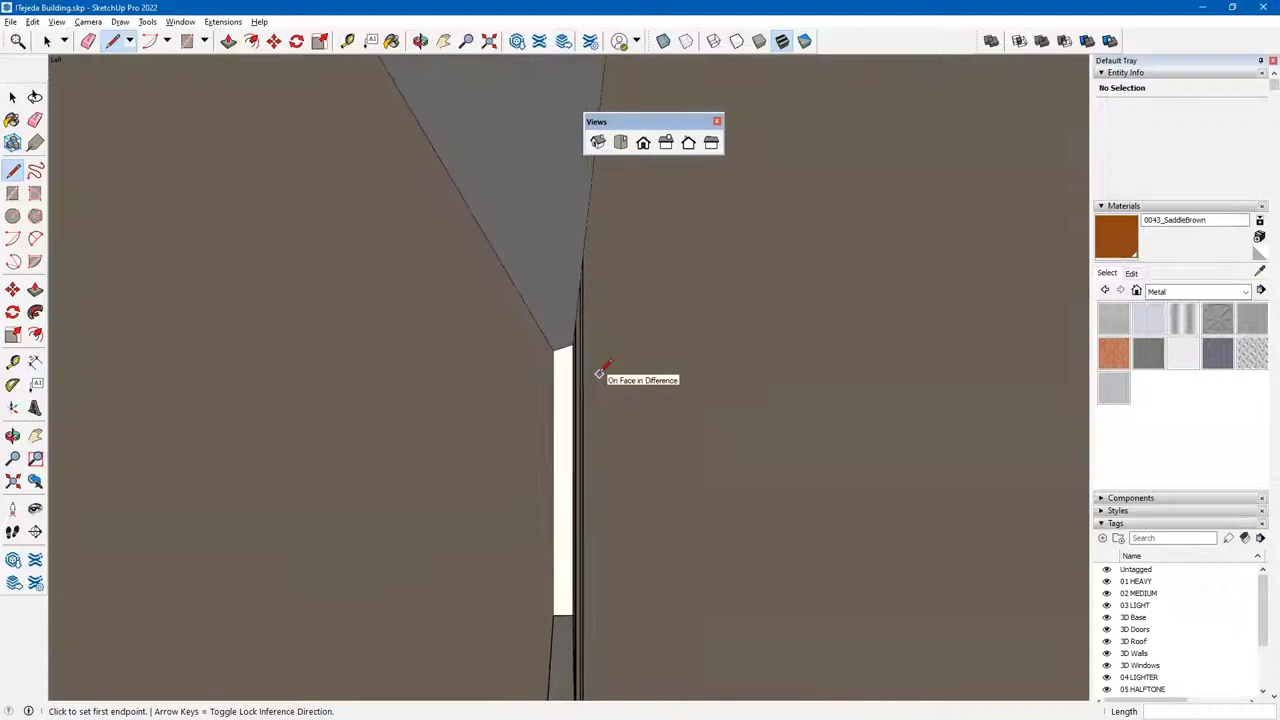 ITejeda Building.skp - SketchUp Pro 2022
File Edit View Camera Draw Tools Window Extensions Help
Left
Default Tray
Entity Info
No Selection
Views
Materials
0043_SaddleBrown
Select Edit
Metal
On Face in Difference
Components
Styles
Tags
Search
Name
Untagged
01 HEAVY
02 MEDIUM
03 LIGHT
3D Base
3D Doors
3D Roof
3D Walls
3D Windows
04 LIGHTER
05 HALFTONE
Click to set first endpoint. | Arrow Keys = Toggle Lock Inference Direction.
Length